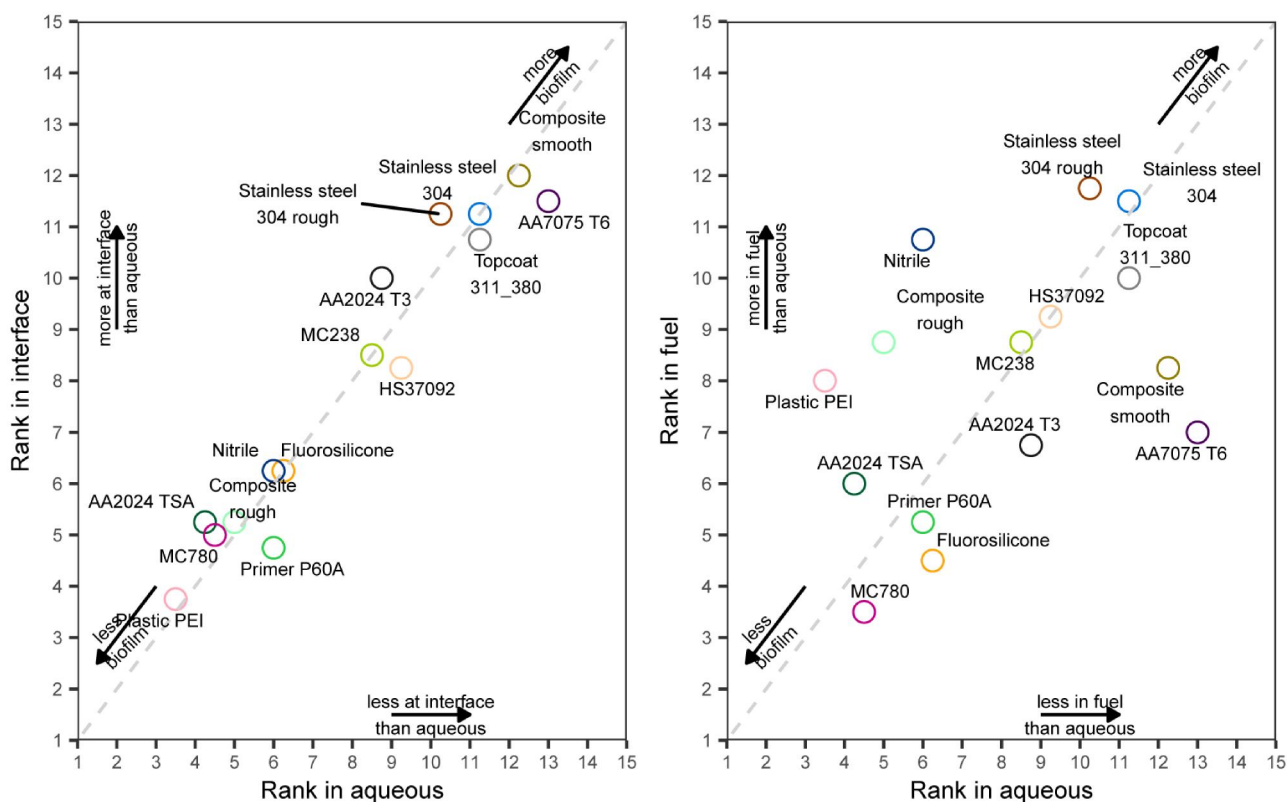 15
14
13
12
11
10
9
8
7
6
5
4
3
2
1
Rank in interface
more
biofilm
Composite
smooth
Stainless steel
304
Stainless steel
304 rough
AA7075 T6
Topcoat
311_380
more at interface
than aqueous
AA2024 T3
MC238
HS37092
Nitrile
Fluorosilicone
Composite
rough
AA2024 TSA
MC780
Primer P60A
Plastic PEI
less
biofilm
less at interface
than aqueous
1 2 3 4 5 6 7 8 9 10 11 12 13 14 15
Rank in aqueous
15
14
13
12
11
10
9
8
7
6
5
4
3
2
1
Rank in fuel
more
biofilm
Stainless steel
304 rough
Stainless steel
304
more in fuel
than aqueous
Nitrile
Topcoat
311_380
Composite
rough
HS37092
MC238
Plastic PEI
Composite
smooth
AA2024 T3
AA7075 T6
AA2024 TSA
Primer P60A
Fluorosilicone
MC780
less
biofilm
less in fuel
than aqueous
1 2 3 4 5 6 7 8 9 10 11 12 13 14 15
Rank in aqueous